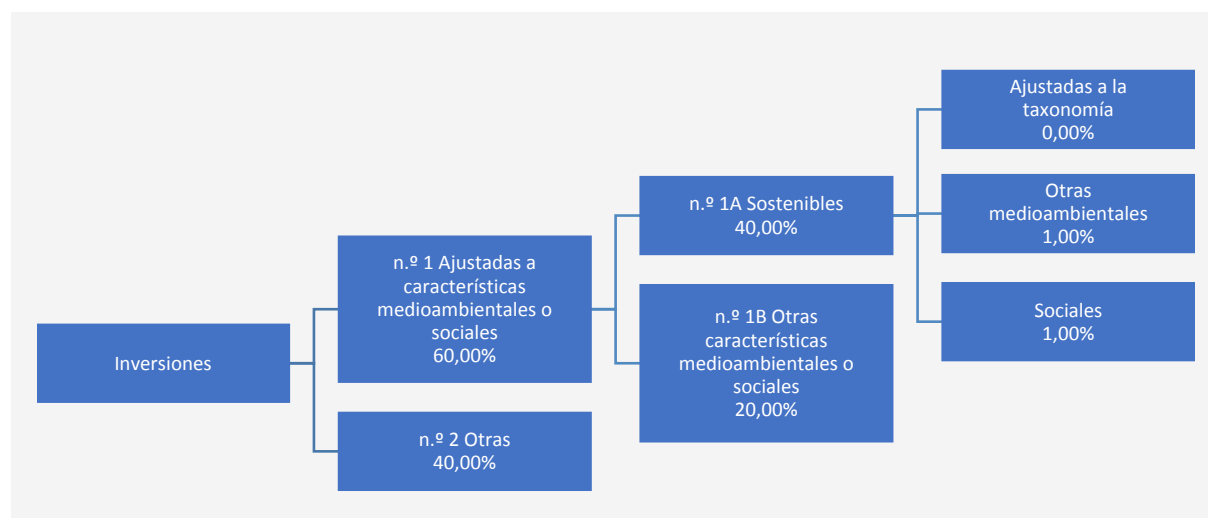 Inversiones
n.º 1 Ajustadas a
características
medioambientales o
sociales
60,00%
n.º 2 Otras
40,00%
n.º 1A Sostenibles
40,00%
n.º 1B Otras
características
medioambientales o
sociales
20,00%
Ajustadas a la
taxonomía
0,00%
Otras
medioambientales
1,00%
Sociales
1,00%